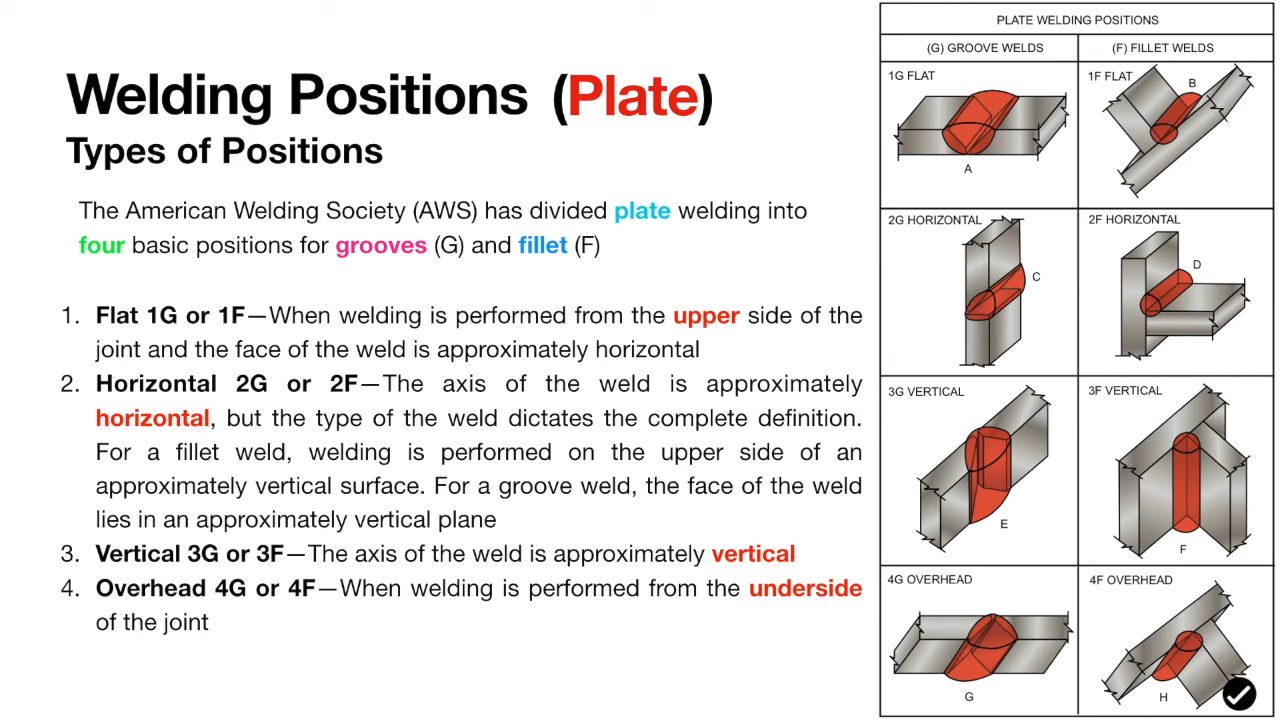 Welding Positions (Plate)
Types of Positions
The American Welding Society (AWS) has divided plate welding into
four basic positions for grooves (G) and fillet (F)
1. Flat 1G or 1F—When welding is performed from the upper side of the
joint and the face of the weld is approximately horizontal
2. Horizontal 2G or 2F—The axis of the weld is approximately
horizontal, but the type of the weld dictates the complete definition.
For a fillet weld, welding is performed on the upper side of an
approximately vertical surface. For a groove weld, the face of the weld
lies in an approximately vertical plane
3. Vertical 3G or 3F—The axis of the weld is approximately vertical
4. Overhead 4G or 4F—When welding is performed from the underside
of the joint
PLATE WELDING POSITIONS
(G) GROOVE WELDS
(F) FILLET WELDS
1G FLAT
A
1F FLAT
B
2G HORIZONTAL
C
2F HORIZONTAL
D
3G VERTICAL
E
3F VERTICAL
F
4G OVERHEAD
G
4F OVERHEAD
H